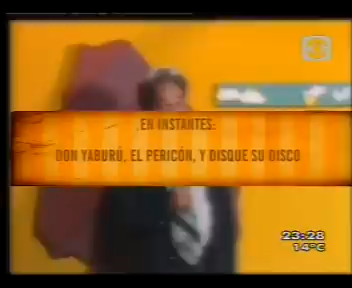 EN INSTANTES:
DON YABURÚ, EL PERICÓN, Y DISQUE SU DISCO
23:28
14°C